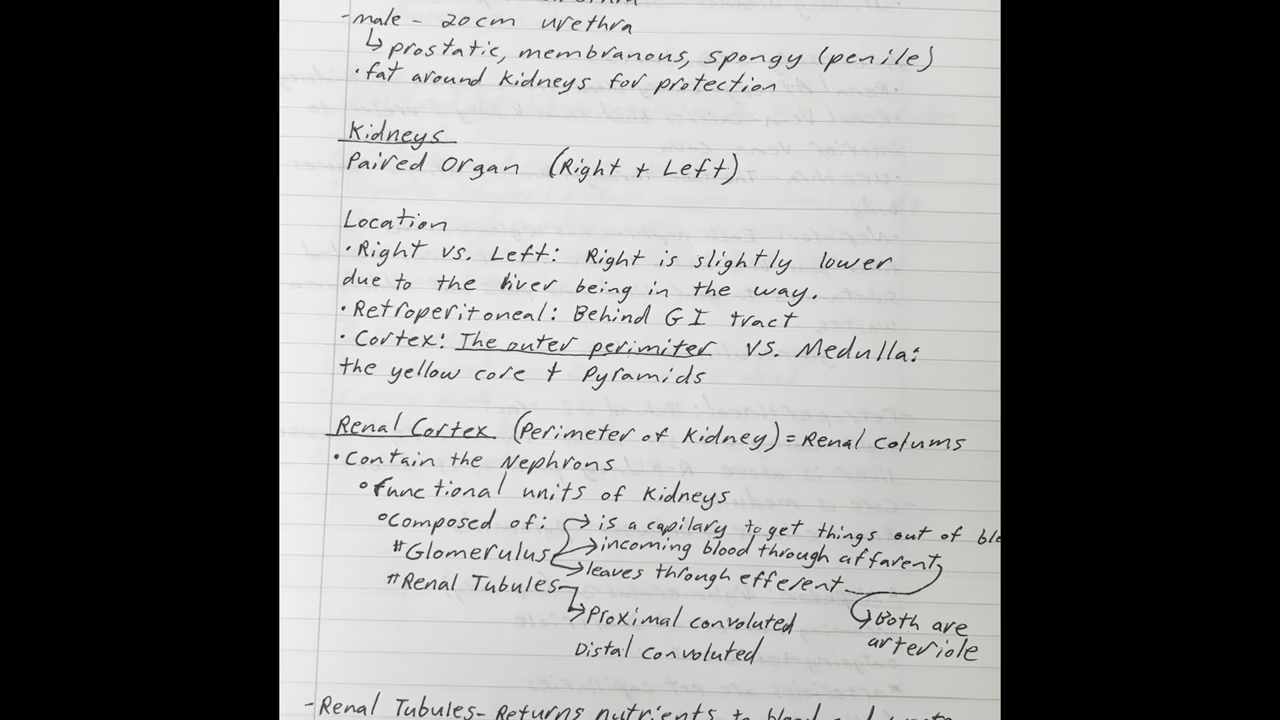 -male - 20cm urethra
↳ prostatic, membranous, spongy (penile)
• fat around kidneys for protection
Kidneys
Paired Organ (Right + Left)
Location
• Right vs. Left: Right is slightly lower
due to the liver being in the way.
• Retroperitoneal: Behind GI tract
• Cortex: The outer perimiter vs. Medulla:
the yellow core + Pyramids
Renal Cortex (Perimeter of Kidney) = Renal Colums
• Contain the Nephrons
° functional units of Kidneys
° Composed of: → is a capilary to get things out of
# Glomerulus → incoming blood through affarent
→ leaves through efferent
# Renal Tubules
↳ Proximal convoluted
Distal convoluted
↳ Both are
arteriole
- Renal Tubules - Returns nutrients to blood